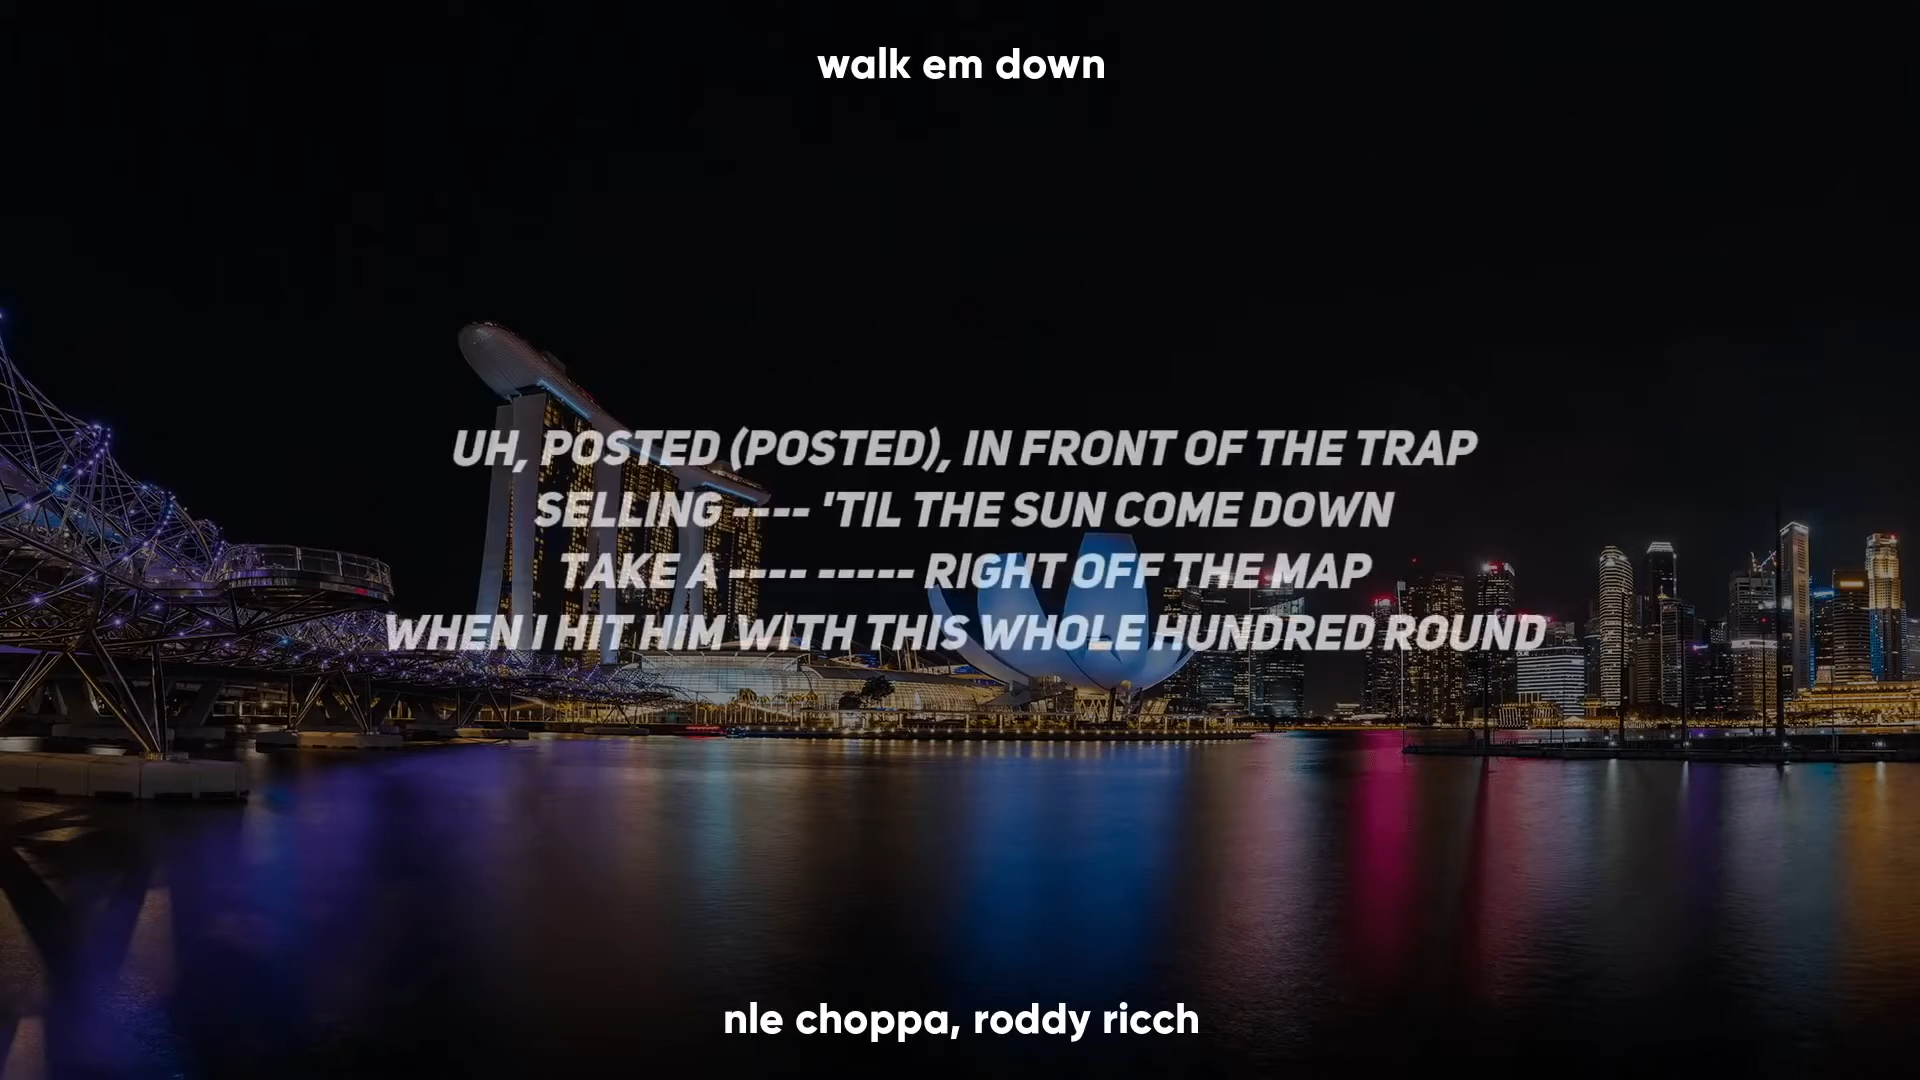 walk em down
UH, POSTED (POSTED), IN FRONT OF THE TRAP
SELLING ---- 'TIL THE SUN COME DOWN
TAKE A ---- ----- RIGHT OFF THE MAP
WHEN I HIT HIM WITH THIS WHOLE HUNDRED ROUND
nle choppa, roddy ricch